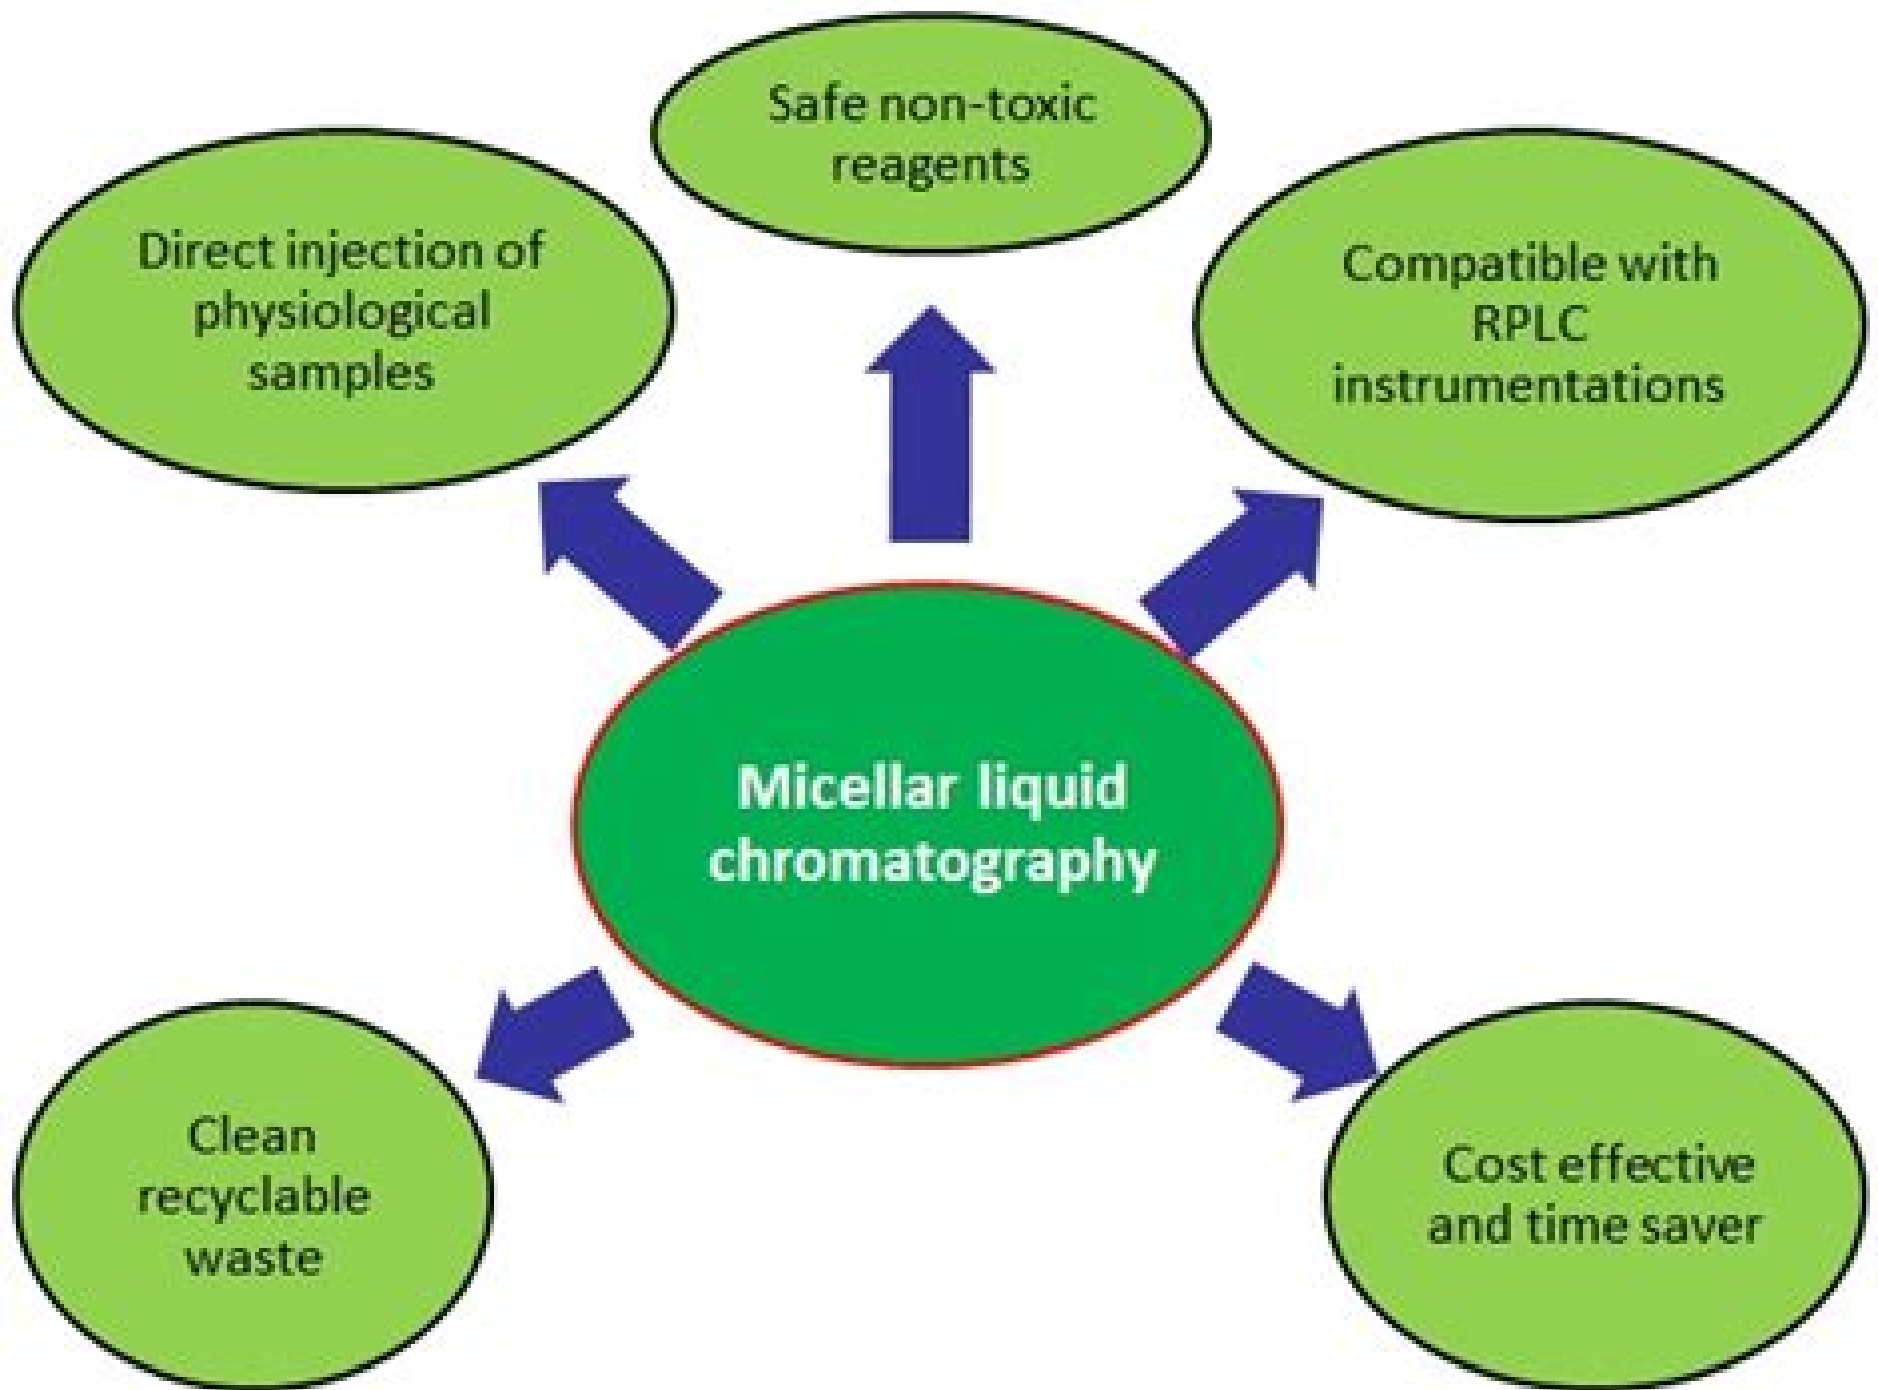 Safe non-toxic
reagents
Direct injection of
physiological
samples
Compatible with
RPLC
instrumentations
Micellar liquid
chromatography
Clean
recyclable
waste
Cost effective
and time saver